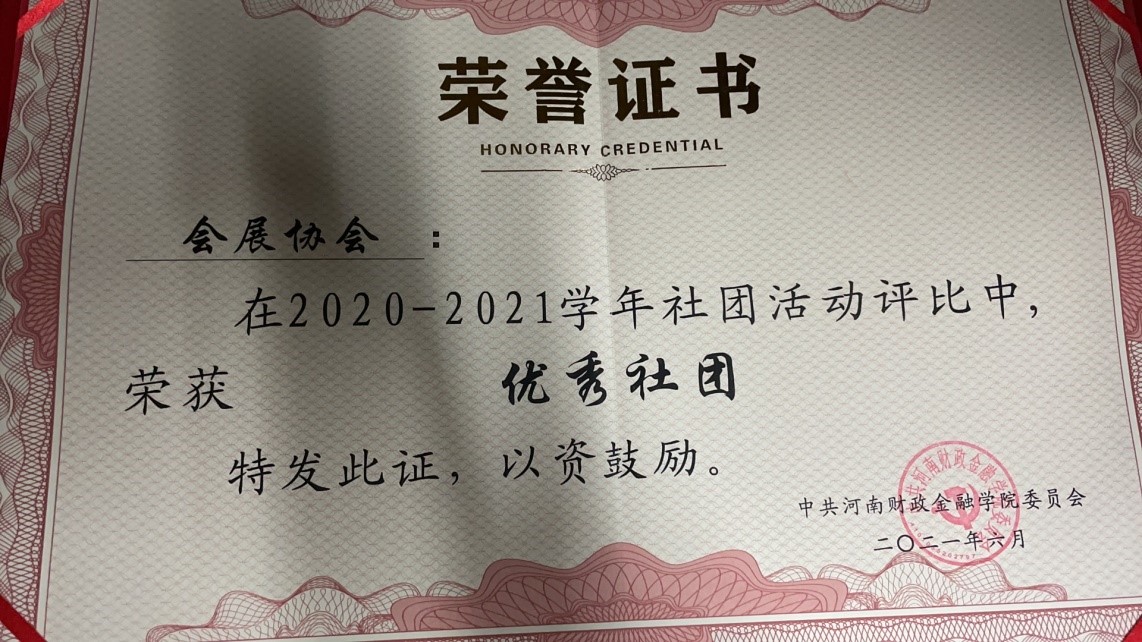 荣誉证书
HONORARY CREDENTIAL
会展协会：
在2020-2021学年社团活动评比中,
荣获 优秀社团
特发此证，以资鼓励。
中共河南财政金融学院委员会
二〇二一年六月